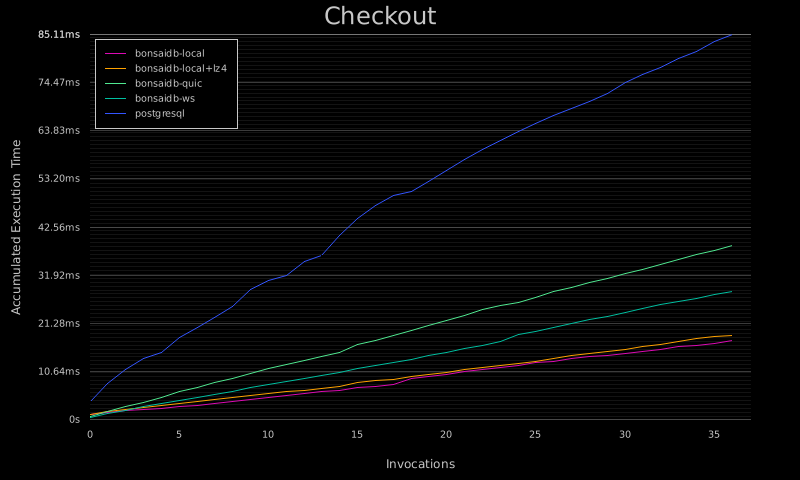 Checkout
85.11ms
74.47ms
63.83ms
53.20ms
42.56ms
31.92ms
21.28ms
10.64ms
0s
bonsaidb-local
bonsaidb-local+lz4
bonsaidb-quic
bonsaidb-ws
postgresql
Accumulated Execution Time
0 5 10 15 20 25 30 35
Invocations